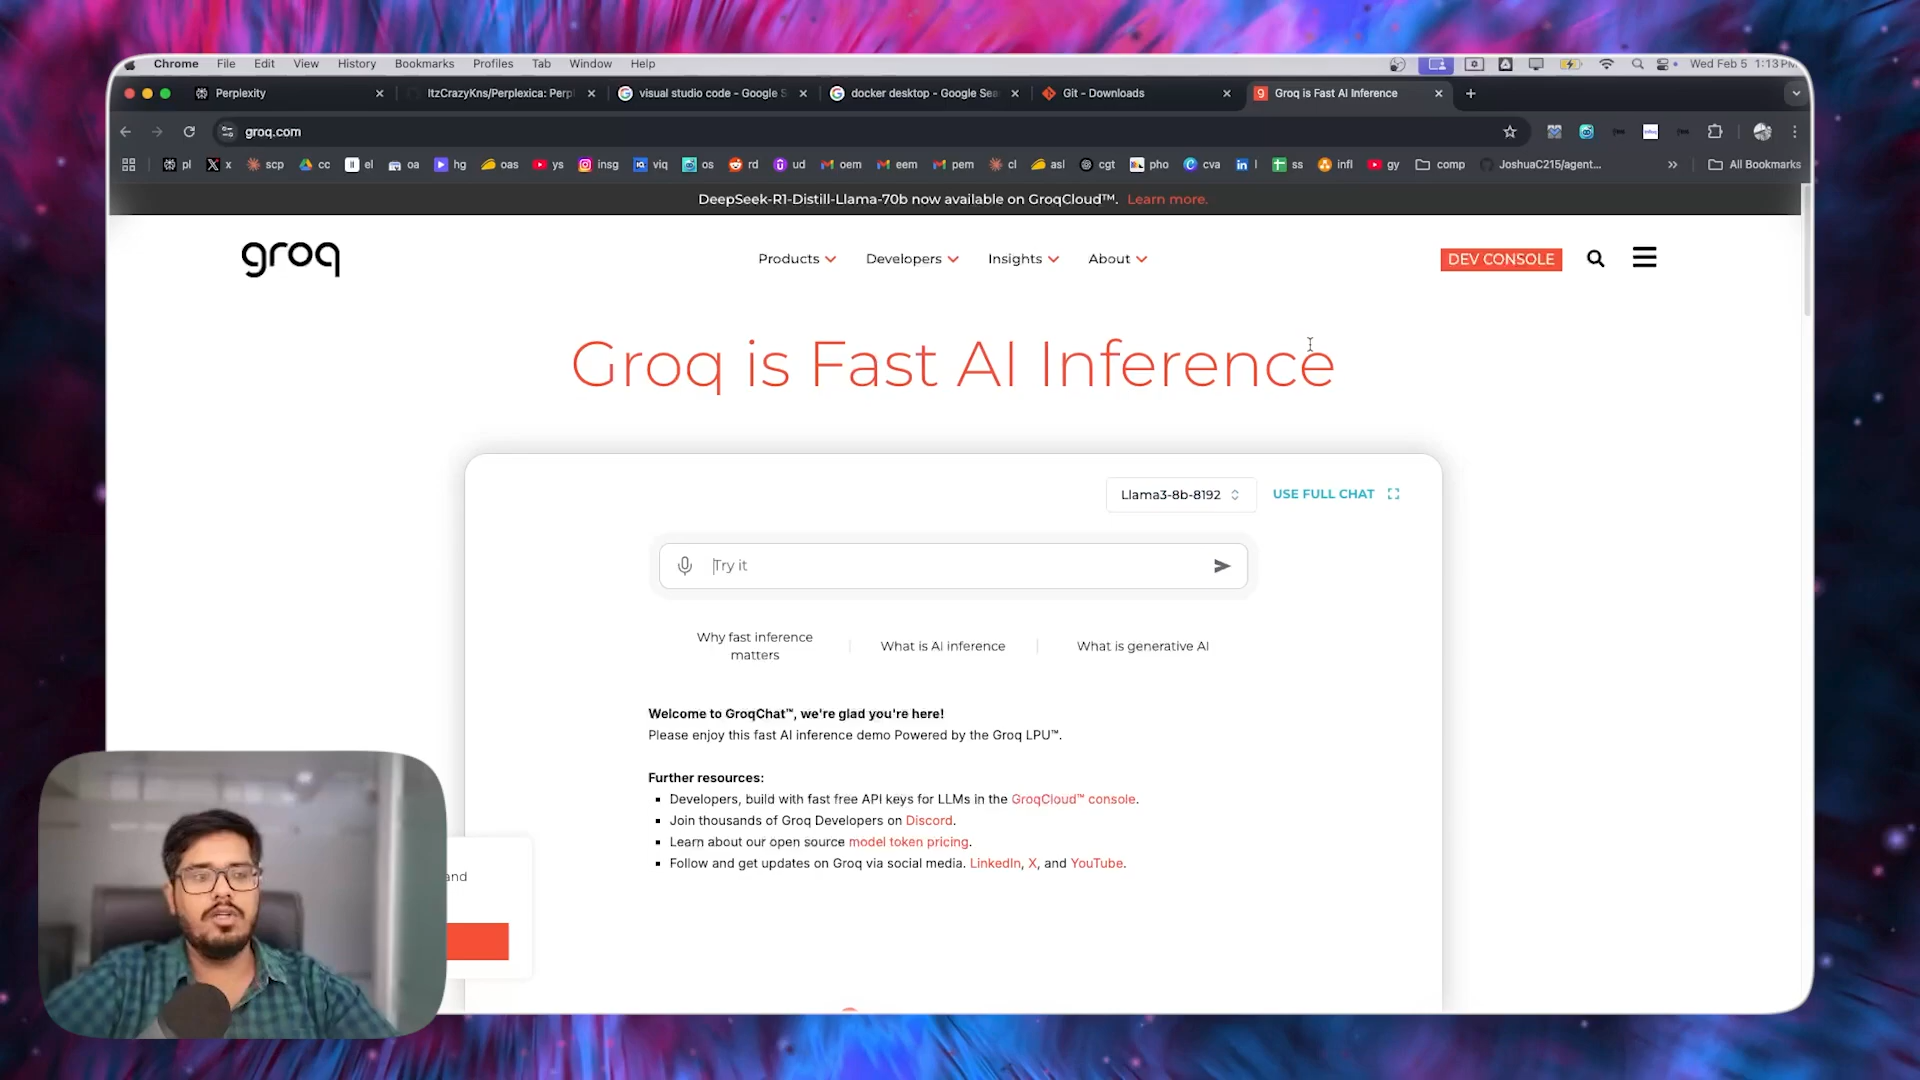 Chrome File Edit View History Bookmarks Profiles Tab Window Help Wed Feb 5 1:13 PM
Perplexity ItzCrazyKns/Perplexica: Perpl visual studio code - Google S docker desktop - Google Sea Git - Downloads Groq is Fast AI Inference
groq.com
pl x scp cc el oa hg oas ys insg viq os rd ud oem eem pem cl asl cgt pho cva l ss infl gy comp JoshuaC215/agent... All Bookmarks
DeepSeek-R1-Distill-Llama-70b now available on GroqCloud™. Learn more.
groq Products Developers Insights About DEV CONSOLE
Groq is Fast AI Inference
Llama3-8b-8192 USE FULL CHAT
Try it
Why fast inference
matters
What is AI inference
What is generative AI
Welcome to GroqChat™, we're glad you're here!
Please enjoy this fast AI inference demo Powered by the Groq LPU™.
Further resources:
Developers, build with fast free API keys for LLMs in the GroqCloud™ console.
Join thousands of Groq Developers on Discord.
Learn about our open source model token pricing.
Follow and get updates on Groq via social media. LinkedIn, X, and YouTube.
and